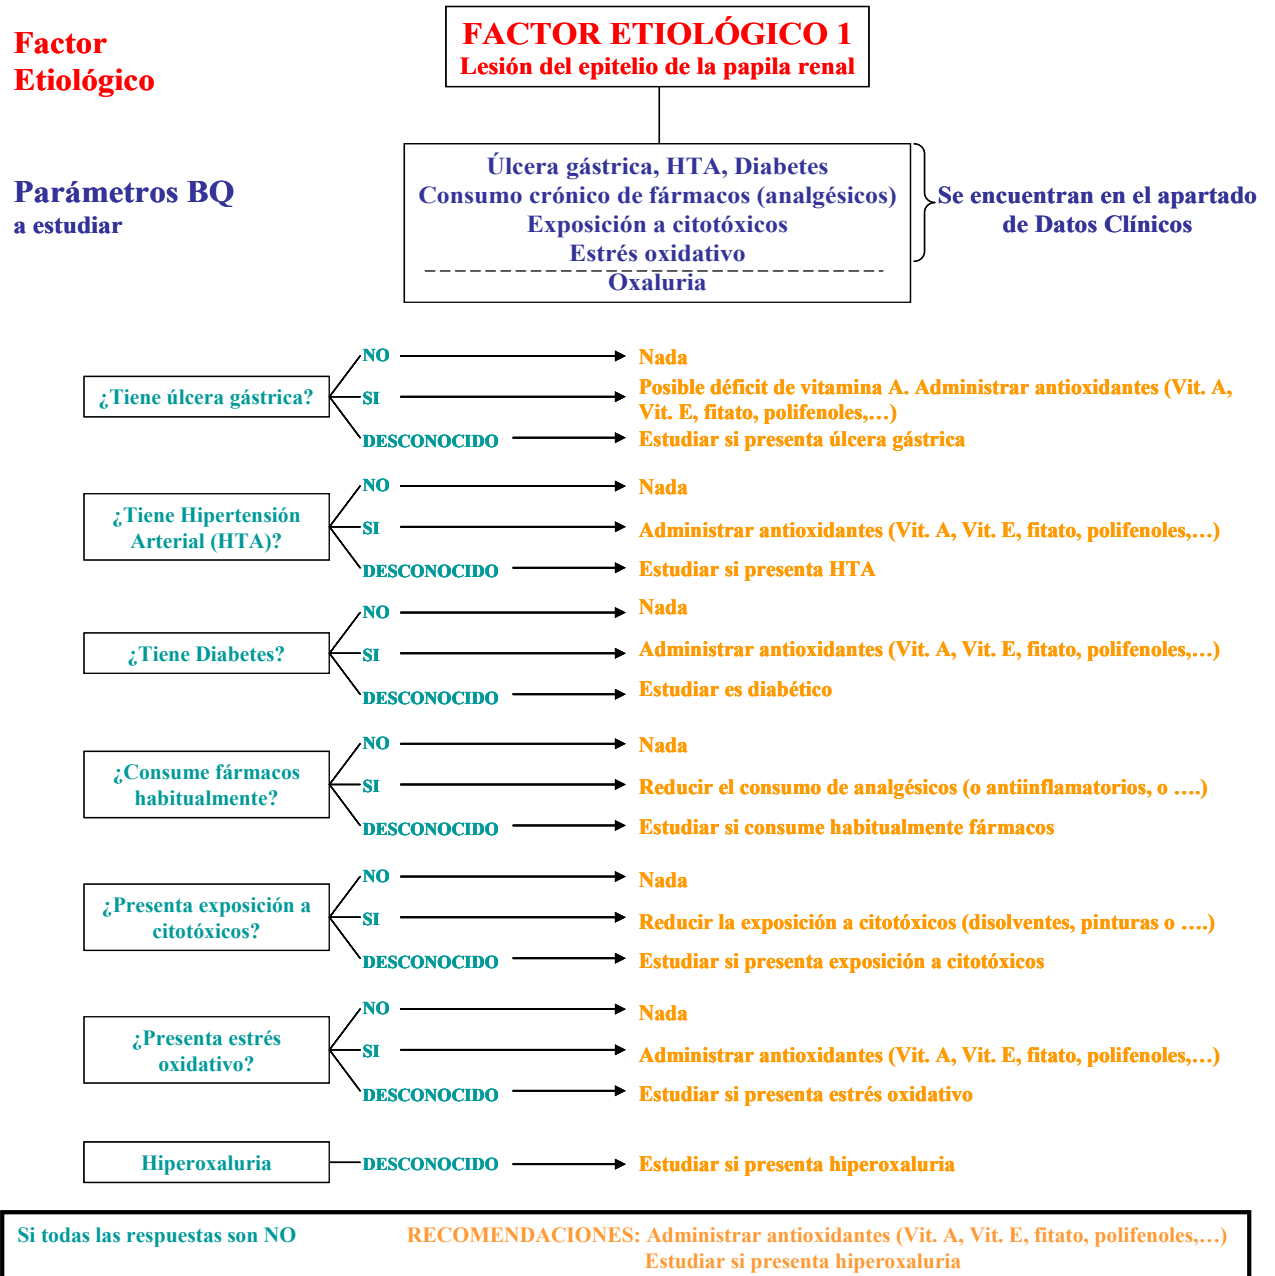 Factor
Etiológico
FACTOR ETIOLÓGICO 1
Lesión del epitelio de la papila renal
Parámetros BQ
a estudiar
Úlcera gástrica, HTA, Diabetes
Consumo crónico de fármacos (analgésicos)
Exposición a citotóxicos
Estrés oxidativo
Oxaluria
Se encuentran en el apartado
de Datos Clínicos
¿Tiene úlcera gástrica?
NO
Nada
SI
Posible déficit de vitamina A. Administrar antioxidantes (Vit. A,
Vit. E, fitato, polifenoles,…)
DESCONOCIDO
Estudiar si presenta úlcera gástrica
¿Tiene Hipertensión
Arterial (HTA)?
NO
Nada
SI
Administrar antioxidantes (Vit. A, Vit. E, fitato, polifenoles,…)
DESCONOCIDO
Estudiar si presenta HTA
¿Tiene Diabetes?
NO
Nada
SI
Administrar antioxidantes (Vit. A, Vit. E, fitato, polifenoles,…)
DESCONOCIDO
Estudiar es diabético
¿Consume fármacos
habitualmente?
NO
Nada
SI
Reducir el consumo de analgésicos (o antiinflamatorios, o ….)
DESCONOCIDO
Estudiar si consume habitualmente fármacos
¿Presenta exposición a
citotóxicos?
NO
Nada
SI
Reducir la exposición a citotóxicos (disolventes, pinturas o ….)
DESCONOCIDO
Estudiar si presenta exposición a citotóxicos
¿Presenta estrés
oxidativo?
NO
Nada
SI
Administrar antioxidantes (Vit. A, Vit. E, fitato, polifenoles,…)
DESCONOCIDO
Estudiar si presenta estrés oxidativo
Hiperoxaluria
DESCONOCIDO
Estudiar si presenta hiperoxaluria
Si todas las respuestas son NO
RECOMENDACIONES: Administrar antioxidantes (Vit. A, Vit. E, fitato, polifenoles,…)
Estudiar si presenta hiperoxaluria